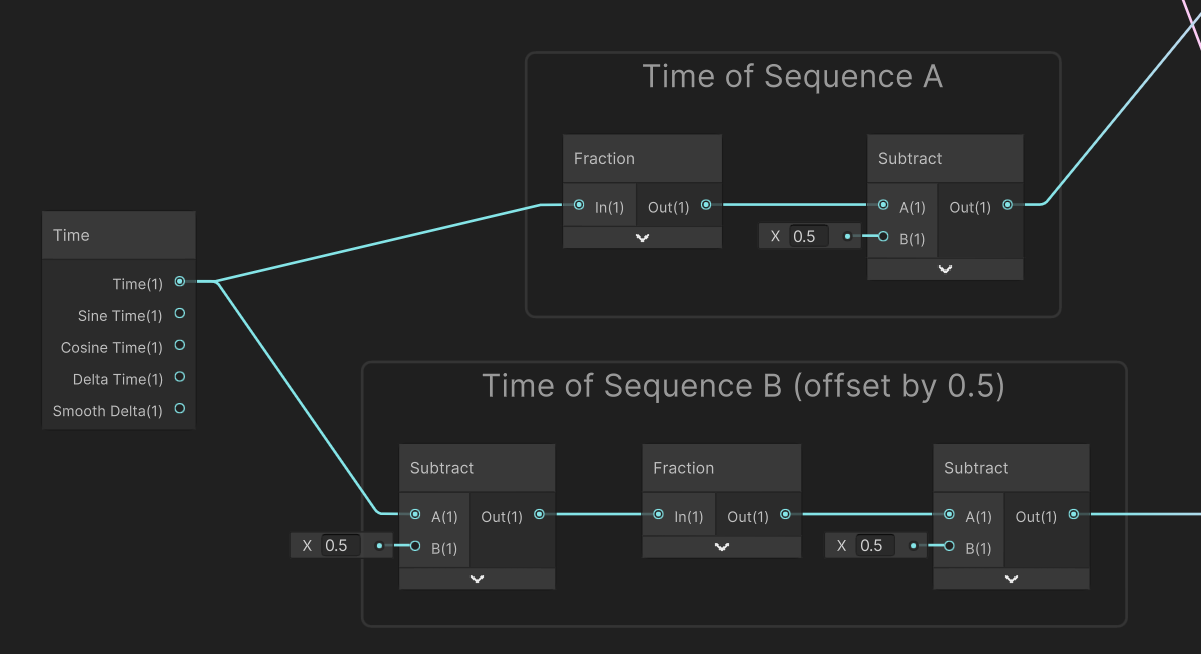 Time of Sequence A
Fraction
In(1) Out(1)
Subtract
A(1) Out(1)
X 0.5
B(1)
Time
Time(1)
Sine Time(1)
Cosine Time(1)
Delta Time(1)
Smooth Delta(1)
Time of Sequence B (offset by 0.5)
Subtract
A(1) Out(1)
X 0.5
B(1)
Fraction
In(1) Out(1)
Subtract
A(1) Out(1)
X 0.5
B(1)